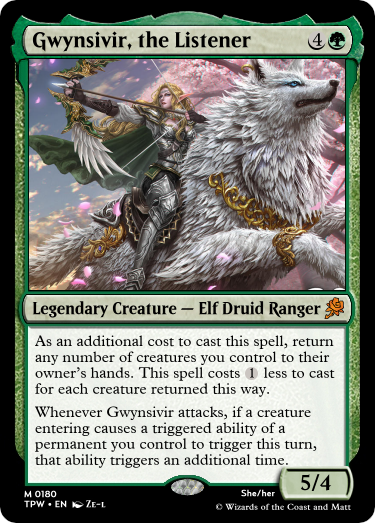 Gwynsivir, the Listener 4
Legendary Creature — Elf Druid Ranger
As an additional cost to cast this spell, return
any number of creatures you control to their
owner's hands. This spell costs 1 less to cast
for each creature returned this way.
Whenever Gwynsivir attacks, if a creature
entering causes a triggered ability of a
permanent you control to trigger this turn,
that ability triggers an additional time.
5/4
M 0180 She/her
TPW • EN Ze-L © Wizards of the Coast and Matt